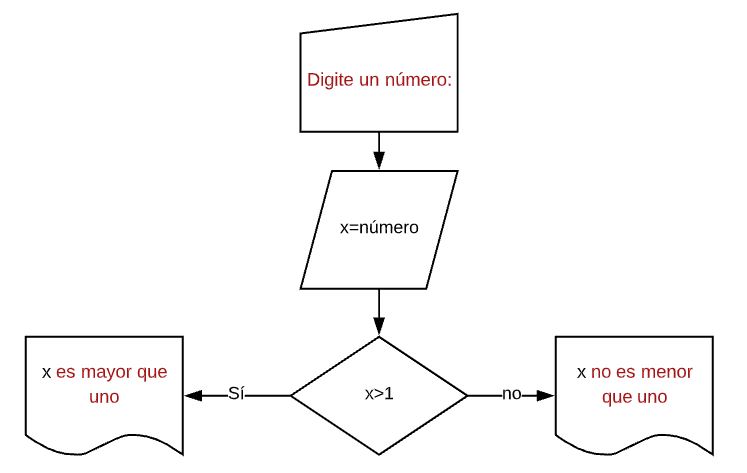 Digite un número:
x=número
x>1
Sí
no
x es mayor que
uno
x no es menor
que uno